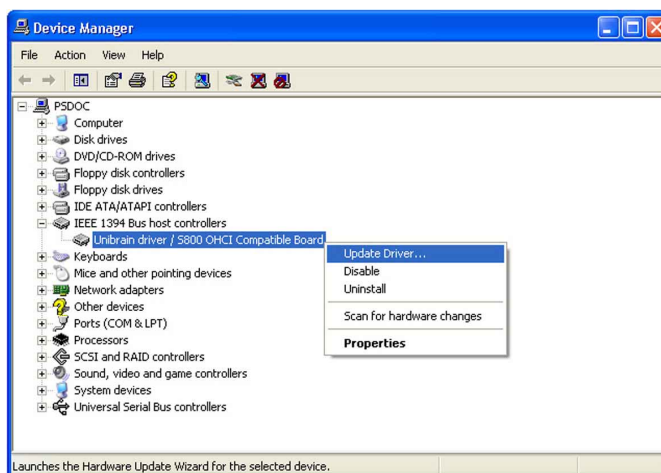 Device Manager
File Action View Help
PSDOC
Computer
Disk drives
DVD/CD-ROM drives
Floppy disk controllers
Floppy disk drives
IDE ATA/ATAPI controllers
IEEE 1394 Bus host controllers
Unibrain driver / S800 OHCI Compatible Board
Keyboards
Mice and other pointing devices
Network adapters
Other devices
Ports (COM & LPT)
Processors
SCSI and RAID controllers
Sound, video and game controllers
System devices
Universal Serial Bus controllers
Update Driver...
Disable
Uninstall
Scan for hardware changes
Properties
Launches the Hardware Update Wizard for the selected device.